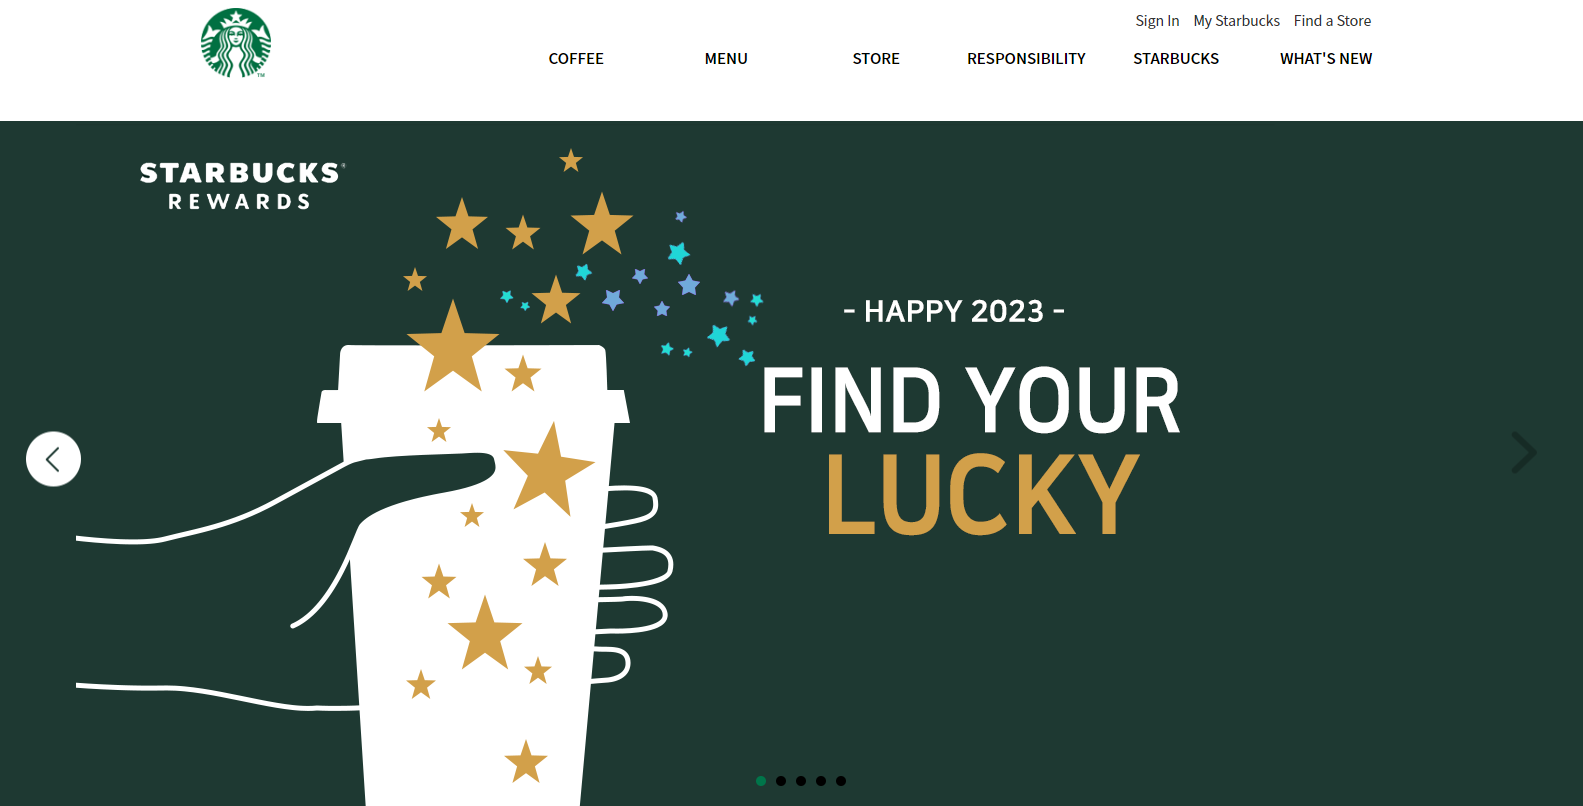 Sign In My Starbucks Find a Store
COFFEE MENU STORE RESPONSIBILITY STARBUCKS WHAT'S NEW
TM
STARBUCKS®
REWARDS
- HAPPY 2023 -
FIND YOUR
LUCKY